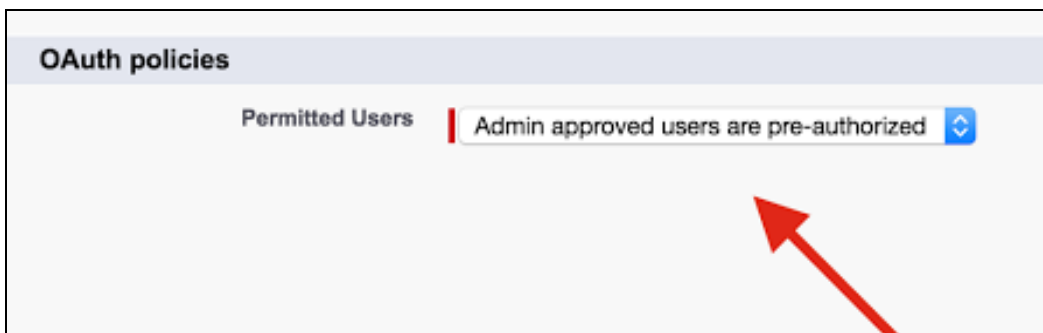 OAuth policies
Permitted Users Admin approved users are pre-authorized